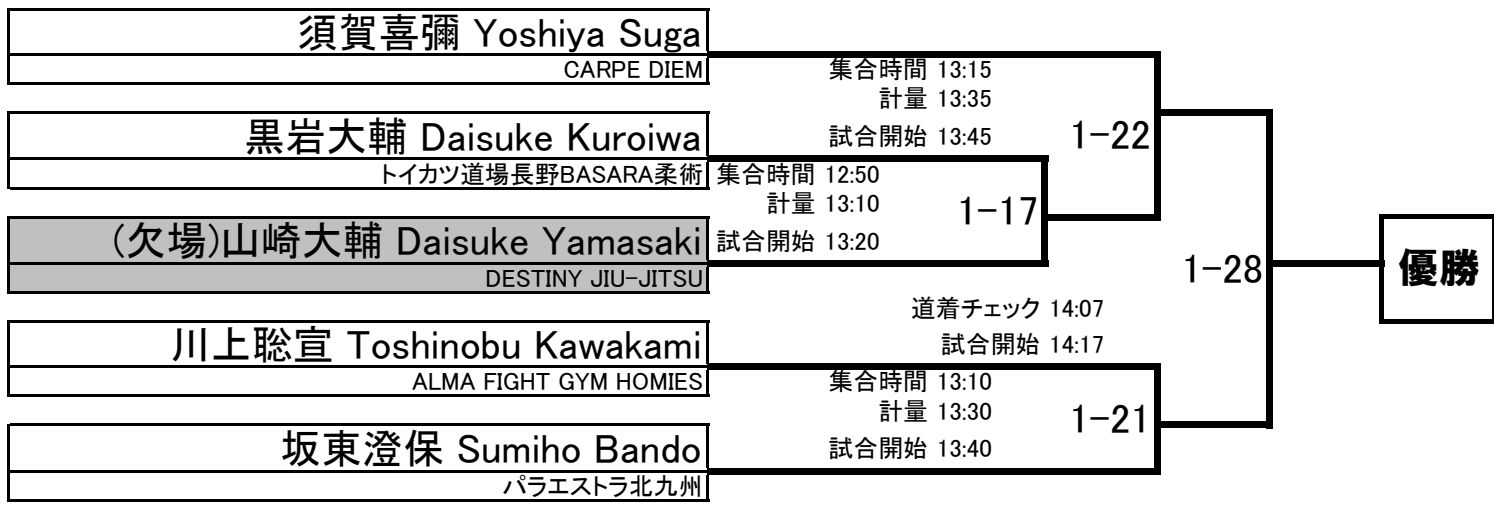 須賀喜彌 Yoshiya Suga
CARPE DIEM
集合時間 13:15
計量 13:35
試合開始 13:45
1-22
黒岩大輔 Daisuke Kuroiwa
トイカツ道場長野BASARA柔術
集合時間 12:50
計量 13:10
試合開始 13:20
1-17
(欠場)山崎大輔 Daisuke Yamasaki
DESTINY JIU-JITSU
1-28
優勝
道着チェック 14:07
試合開始 14:17
川上聡宣 Toshinobu Kawakami
ALMA FIGHT GYM HOMIES
集合時間 13:10
計量 13:30
試合開始 13:40
1-21
坂東澄保 Sumiho Bando
パラエストラ北九州